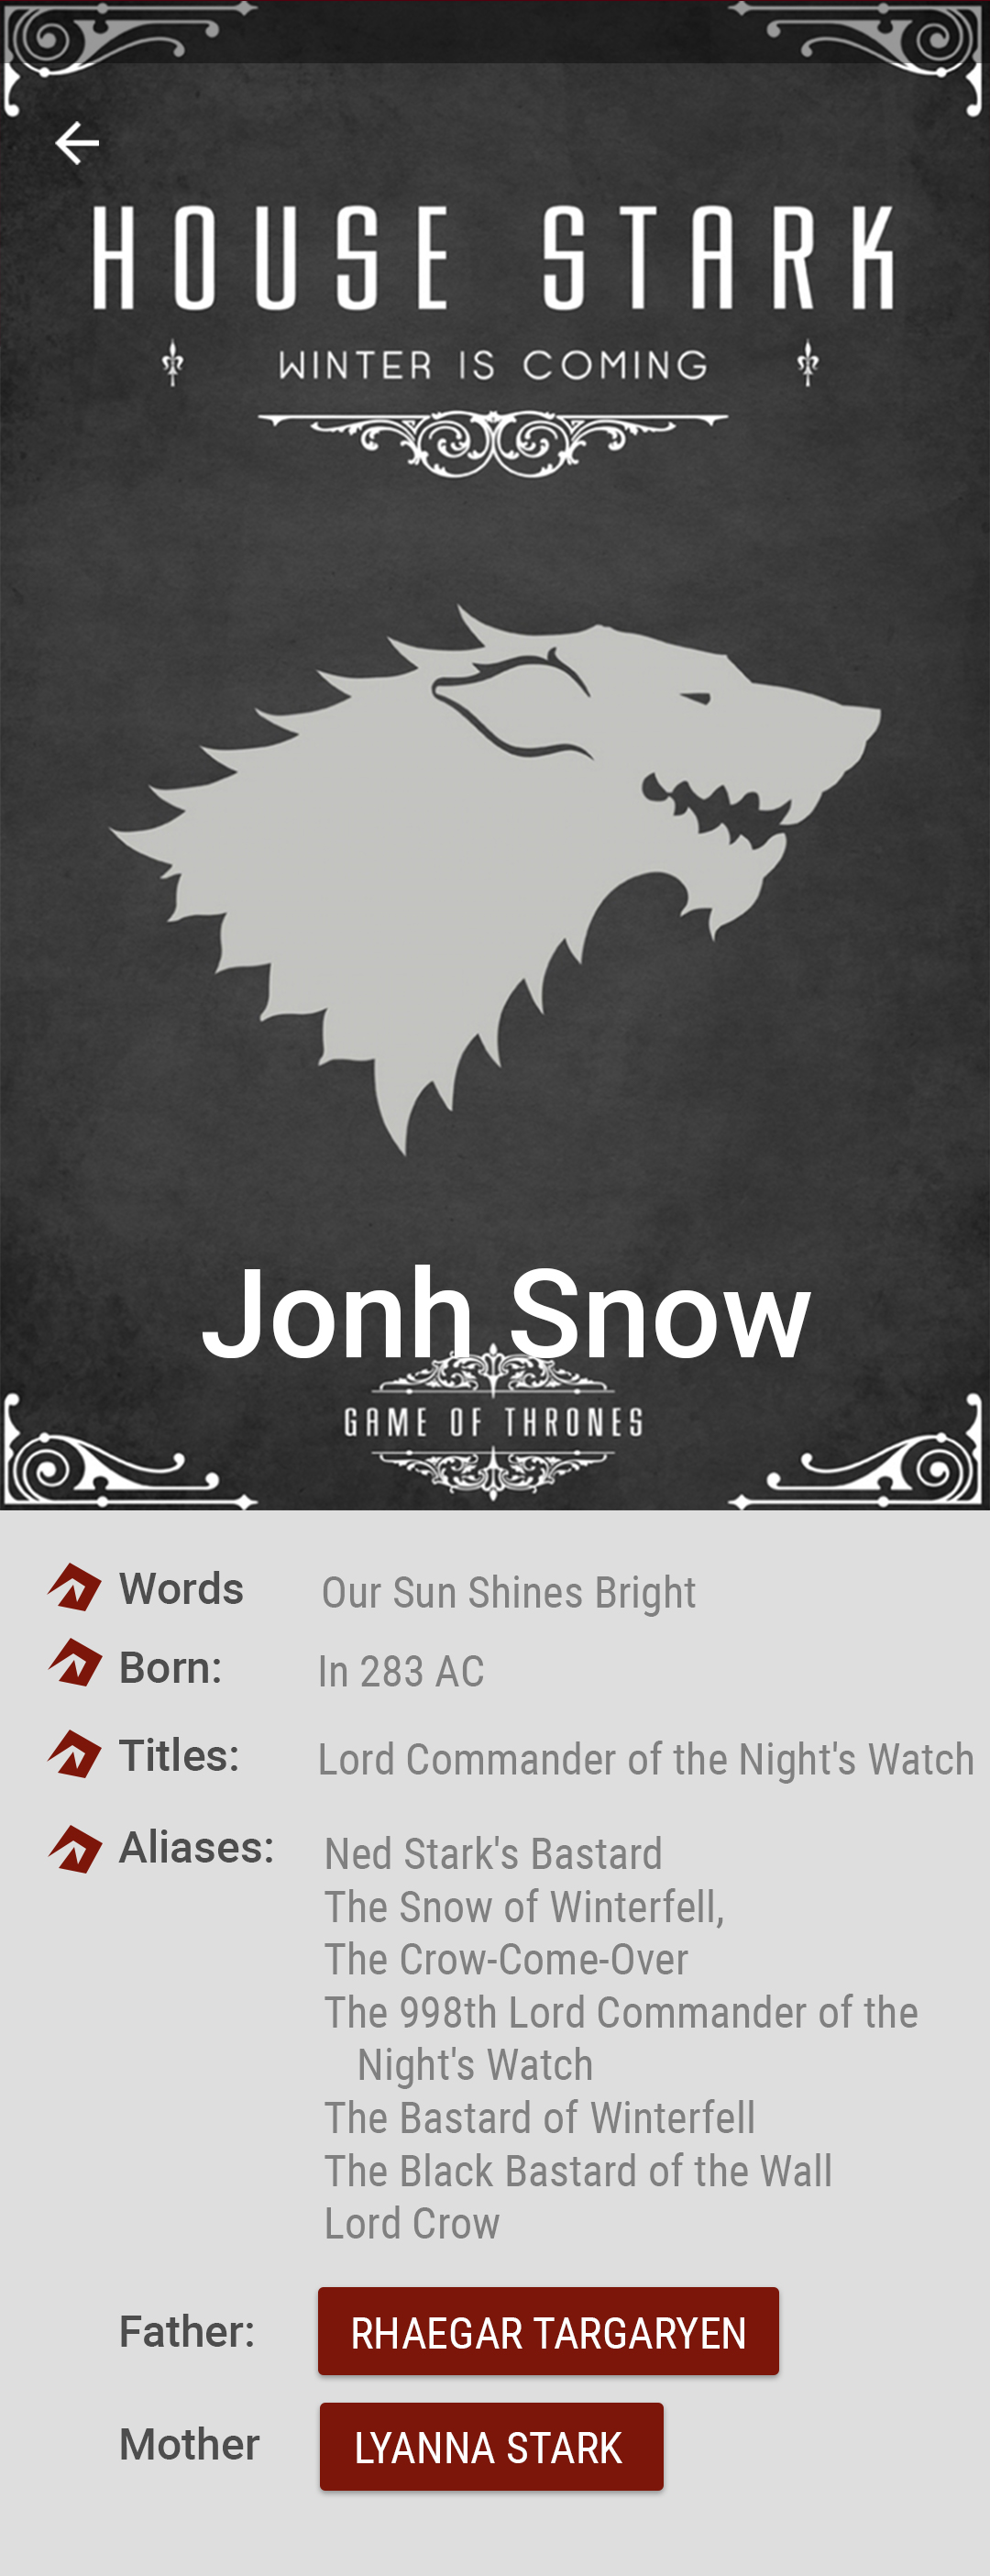 HOUSE STARK
WINTER IS COMING
Jonh Snow
GAME OF THRONES
Words Our Sun Shines Bright
Born: In 283 AC
Titles: Lord Commander of the Night's Watch
Aliases: Ned Stark's Bastard
The Snow of Winterfell,
The Crow-Come-Over
The 998th Lord Commander of the
Night's Watch
The Bastard of Winterfell
The Black Bastard of the Wall
Lord Crow
Father: RHAEGAR TARGARYEN
Mother LYANNA STARK